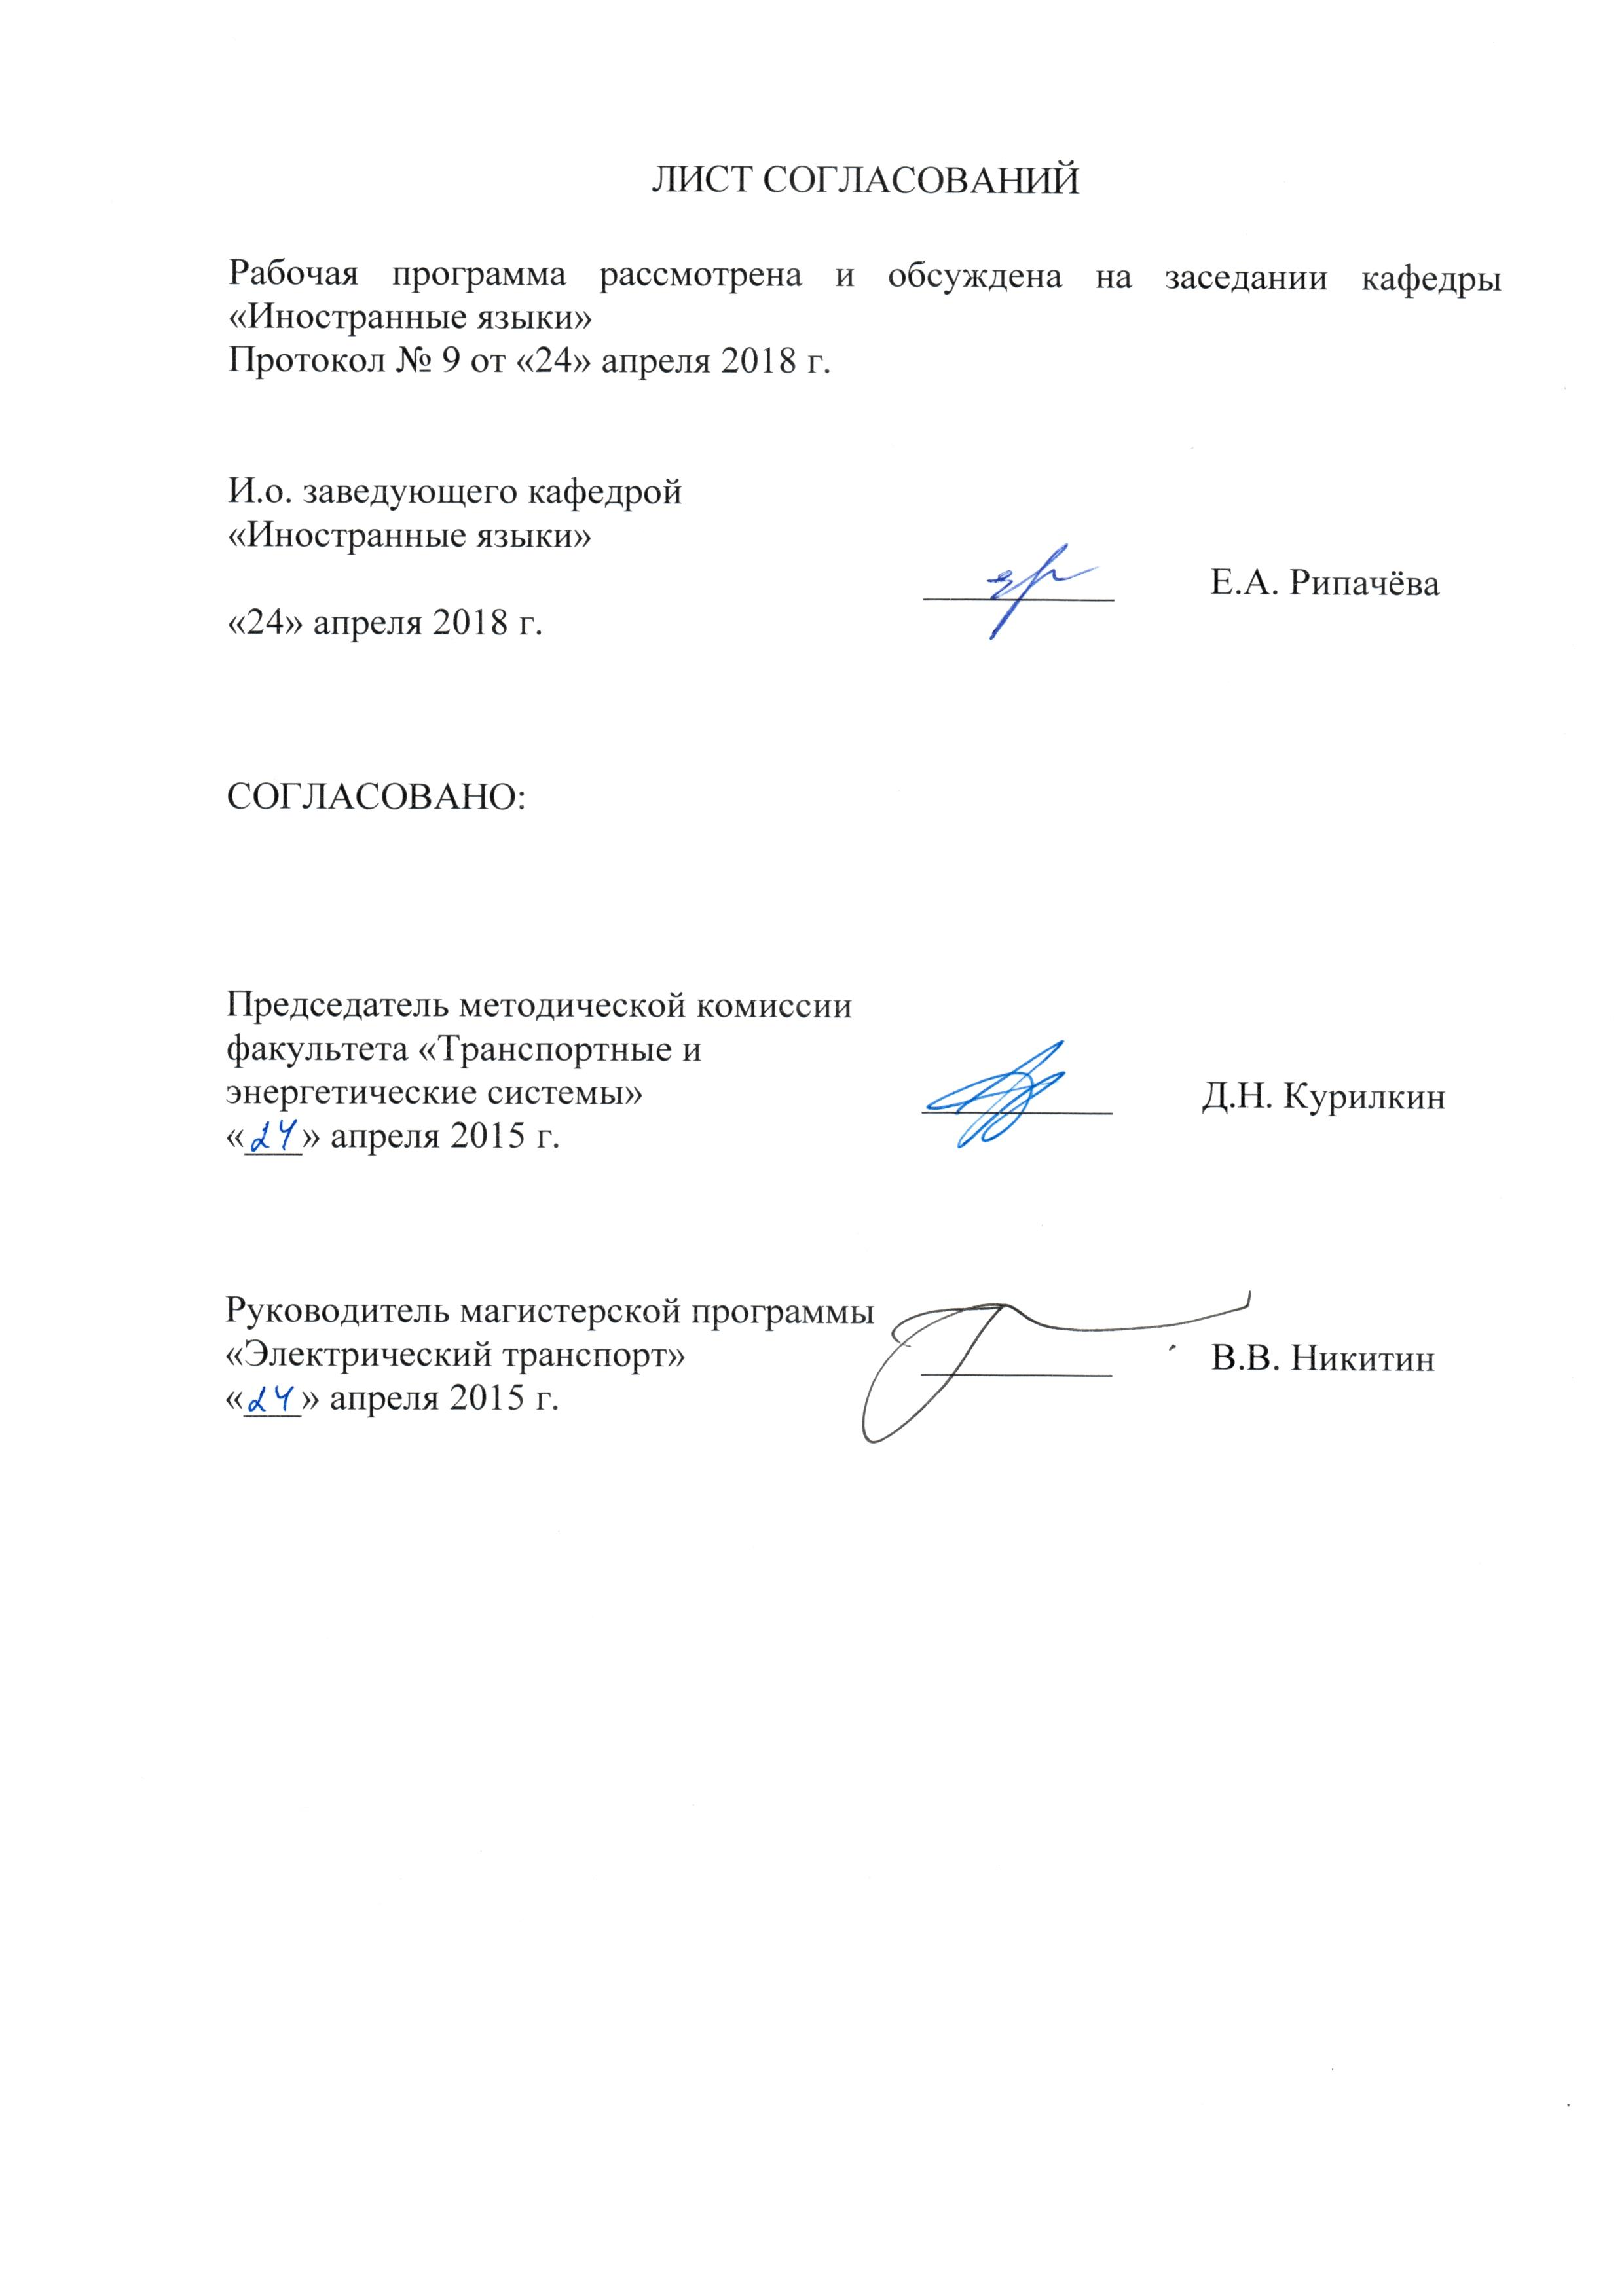 ЛИСТ СОГЛАСОВАНИЙ
Рабочая программа рассмотрена и обсуждена на заседании кафедры
«Иностранные языки»
Протокол № 9 от «24» апреля 2018 г.
И.о. заведующего кафедрой
«Иностранные языки»
Е.А. Рипачёва
«24» апреля 2018 г.
СОГЛАСОВАНО:
Председатель методической комиссии
факультета «Транспортные и
энергетические системы»
Д.Н. Курилкин
«24» апреля 2015 г.
Руководитель магистерской программы
«Электрический транспорт»
В.В. Никитин
«24» апреля 2015 г.